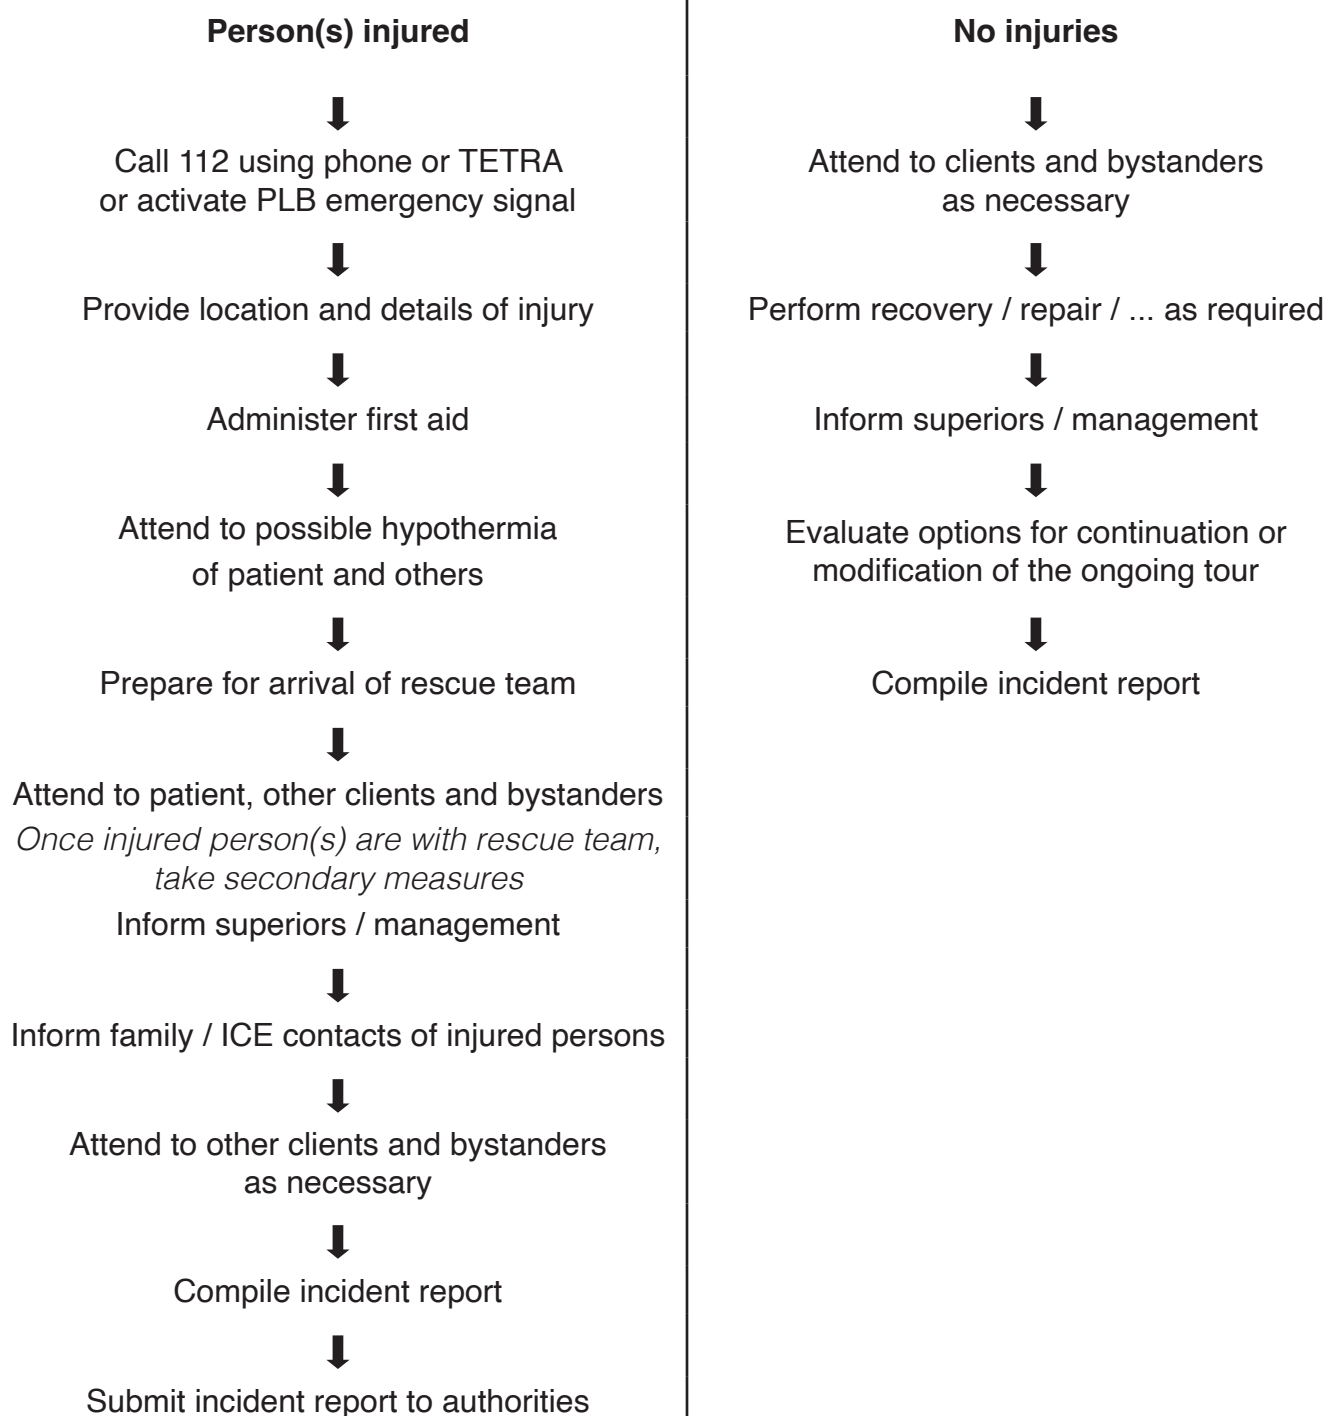 Person(s) injured
Call 112 using phone or TETRA
or activate PLB emergency signal
Provide location and details of injury
Administer first aid
Attend to possible hypothermia
of patient and others
Prepare for arrival of rescue team
Attend to patient, other clients and bystanders
Once injured person(s) are with rescue team,
take secondary measures
Inform superiors / management
Inform family / ICE contacts of injured persons
Attend to other clients and bystanders
as necessary
Compile incident report
Submit incident report to authorities
No injuries
Attend to clients and bystanders
as necessary
Perform recovery / repair / ... as required
Inform superiors / management
Evaluate options for continuation or
modification of the ongoing tour
Compile incident report